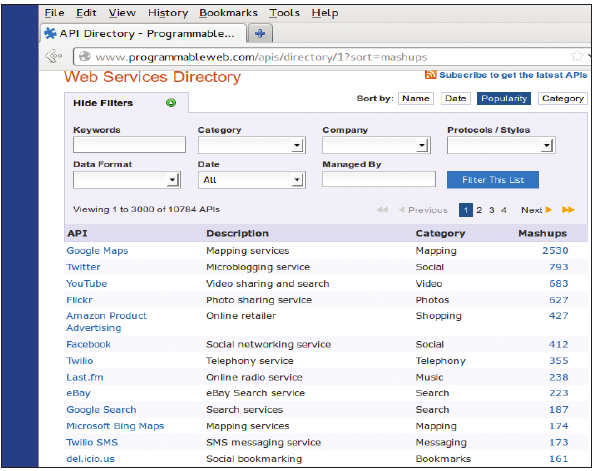 File Edit View History Bookmarks Tools Help
API Directory - Programmable...
www.programmableweb.com/apis/directory/1?sort=mashups
Web Services Directory
Subscribe to get the latest APIs
Hide Filters
Sort by: Name Date Popularity Category
Keywords Category Company Protocols / Styles
Data Format Date Managed By
All
Filter This List
Viewing 1 to 3000 of 10784 APIs
Previous 1 2 3 4 Next
API Description Category Mashups
Google Maps Mapping services Mapping 2530
Twitter Microblogging service Social 793
YouTube Video sharing and search Video 683
Flickr Photo sharing service Photos 627
Amazon Product Online retailer Shopping 427
Advertising
Facebook Social networking service Social 412
Twilio Telephony service Telephony 355
Last.fm Online radio service Music 238
eBay eBay Search service Search 223
Google Search Search services Search 187
Microsoft Bing Maps Mapping services Mapping 174
Twilio SMS SMS messaging service Messaging 173
del.icio.us Social bookmarking Bookmarks 161